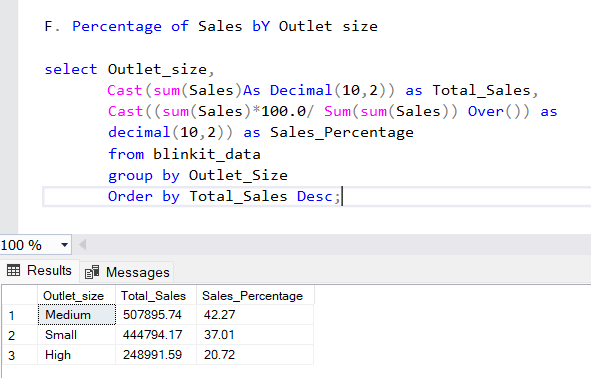 F. Percentage of Sales bY Outlet size
select Outlet_size,
Cast(sum(Sales)As Decimal(10,2)) as Total_Sales,
Cast((sum(Sales)*100.0/ Sum(sum(Sales)) Over()) as
decimal(10,2)) as Sales_Percentage
from blinkit_data
group by Outlet_Size
Order by Total_Sales Desc;
100 %
Results Messages
Outlet_size Total_Sales Sales_Percentage
1 Medium 507895.74 42.27
2 Small 444794.17 37.01
3 High 248991.59 20.72